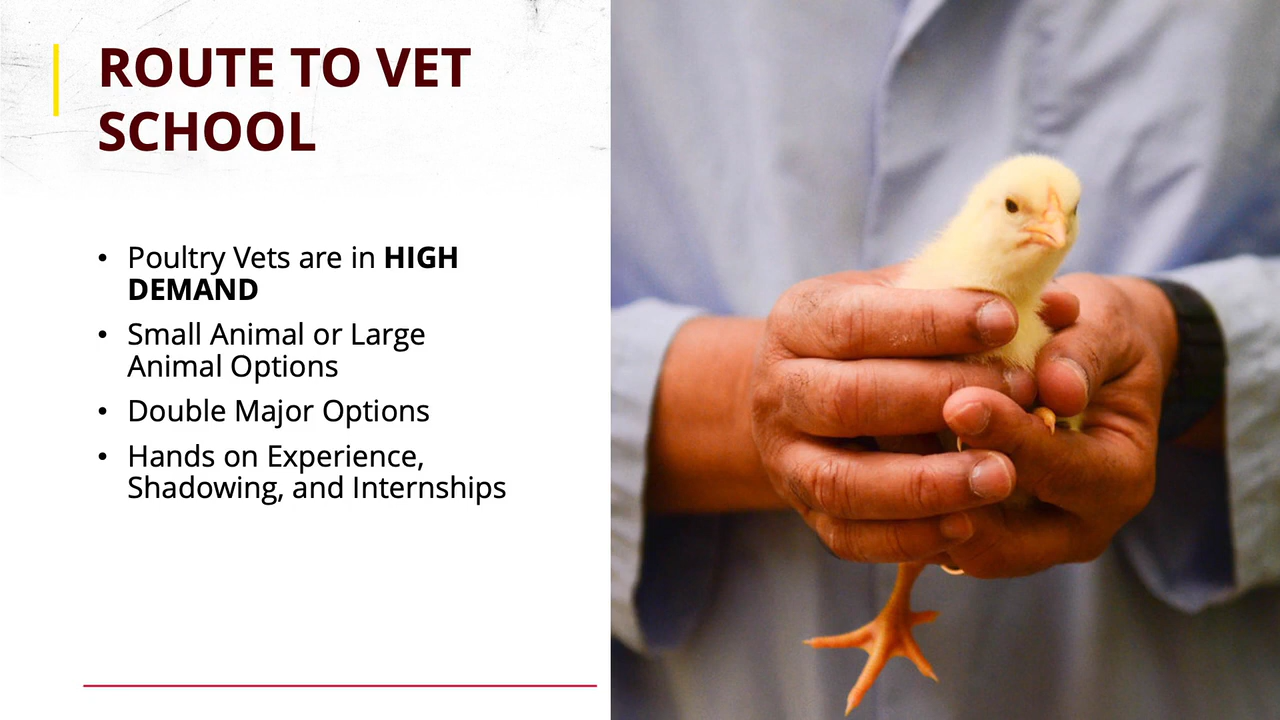 ROUTE TO VET
SCHOOL
• Poultry Vets are in HIGH
DEMAND
• Small Animal or Large
Animal Options
• Double Major Options
• Hands on Experience,
Shadowing, and Internships